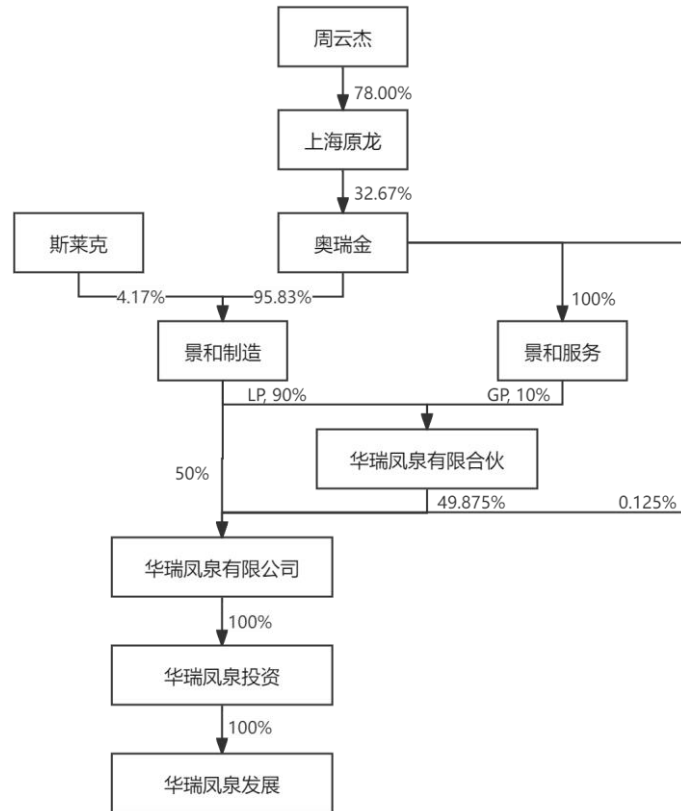 周云杰
78.00%
上海原龙
32.67%
斯莱克
奥瑞金
4.17%
95.83%
100%
景和制造
景和服务
LP, 90%
GP, 10%
华瑞凤泉有限合伙
50%
49.875%
0.125%
华瑞凤泉有限公司
100%
华瑞凤泉投资
100%
华瑞凤泉发展